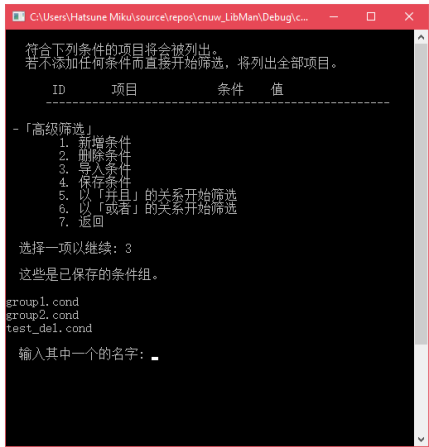 C:\Users\Hatsune Miku\source\repos\cnuw_LibMan\Debug\c...
符合下列条件的项目将会被列出。
若不添加任何条件而直接开始筛选，将列出全部项目。
ID 项目 条件 值
----------------------------------------------------
-「高级筛选」
1. 新增条件
2. 删除条件
3. 导入条件
4. 保存条件
5. 以「并且」的关系开始筛选
6. 以「或者」的关系开始筛选
7. 返回
选择一项以继续: 3
这些是已保存的条件组。
group1.cond
group2.cond
test_del.cond
输入其中一个的名字: